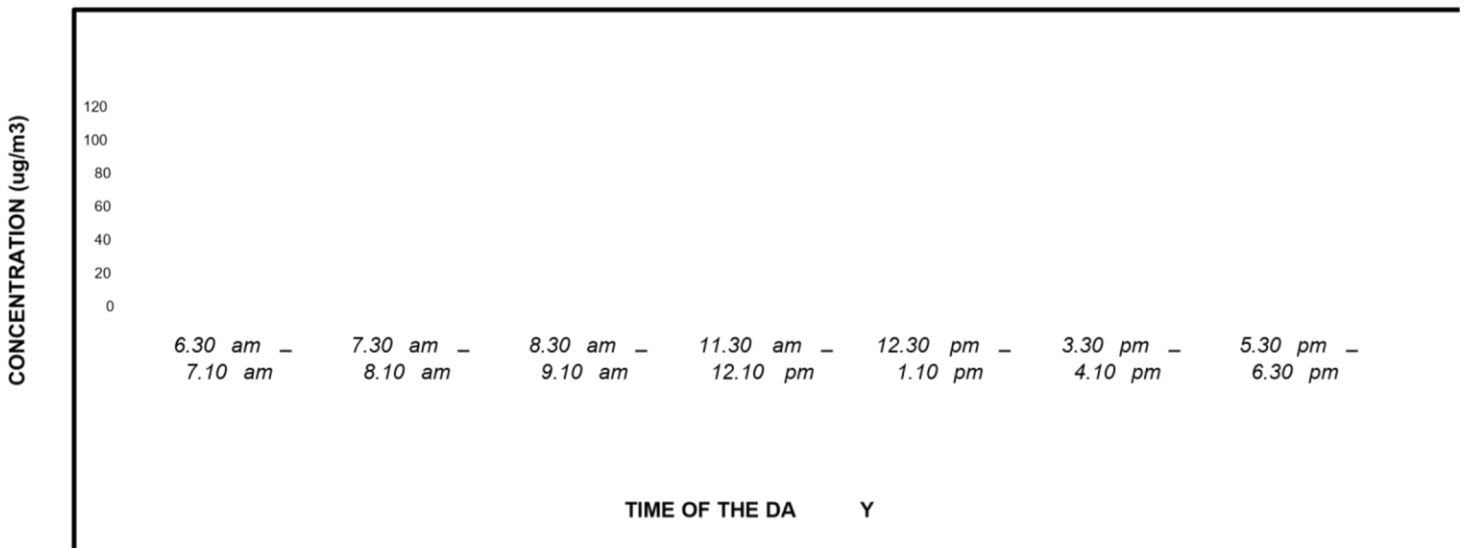 CONCENTRATION (ug/m3)
120
100
80
60
40
20
0
6.30 am – 7.30 am – 8.30 am – 11.30 am – 12.30 pm – 3.30 pm – 5.30 pm –
7.10 am 8.10 am 9.10 am 12.10 pm 1.10 pm 4.10 pm 6.30 pm
TIME OF THE DA Y